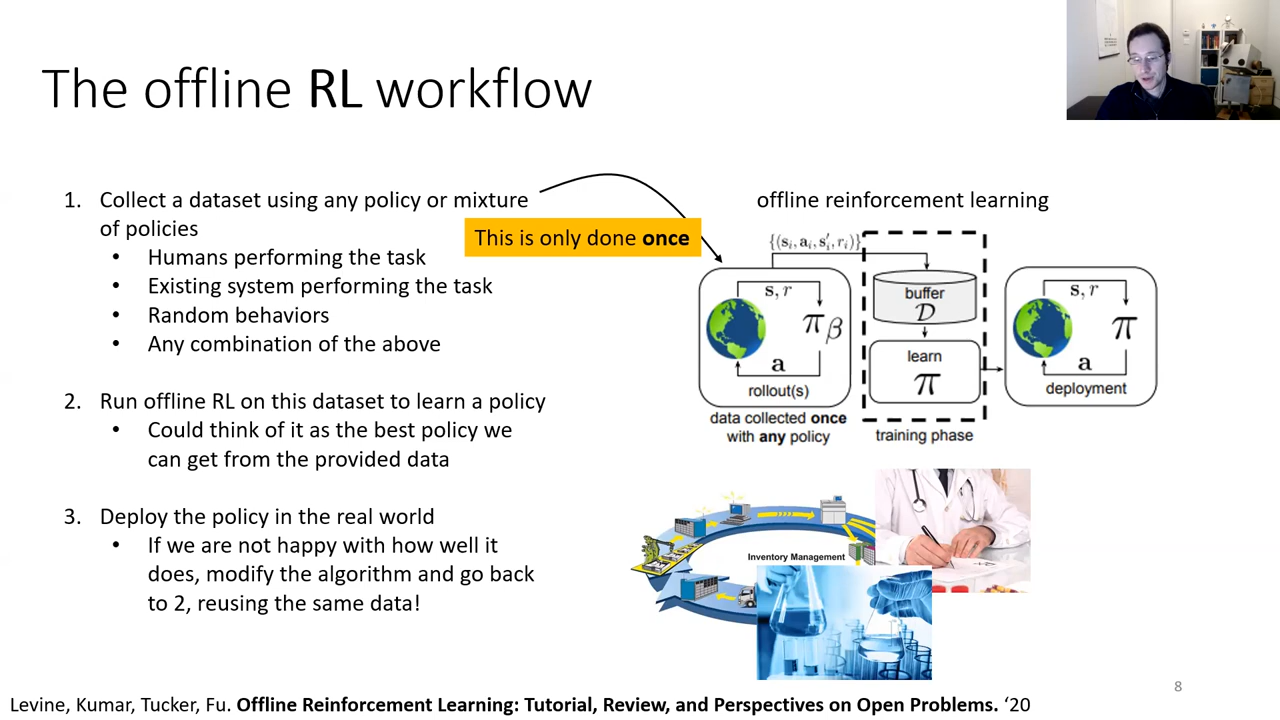 The offline RL workflow
1. Collect a dataset using any policy or mixture
of policies
• Humans performing the task
• Existing system performing the task
• Random behaviors
• Any combination of the above
2. Run offline RL on this dataset to learn a policy
• Could think of it as the best policy we
can get from the provided data
3. Deploy the policy in the real world
• If we are not happy with how well it
does, modify the algorithm and go back
to 2, reusing the same data!
This is only done once
offline reinforcement learning
{(s_i, a_i, s'_i, r_i)}
s, r
π_β
a
rollout(s)
data collected once
with any policy
buffer
D
learn
π
training phase
s, r
π
a
deployment
Inventory Management
8
Levine, Kumar, Tucker, Fu. Offline Reinforcement Learning: Tutorial, Review, and Perspectives on Open Problems. ‘20